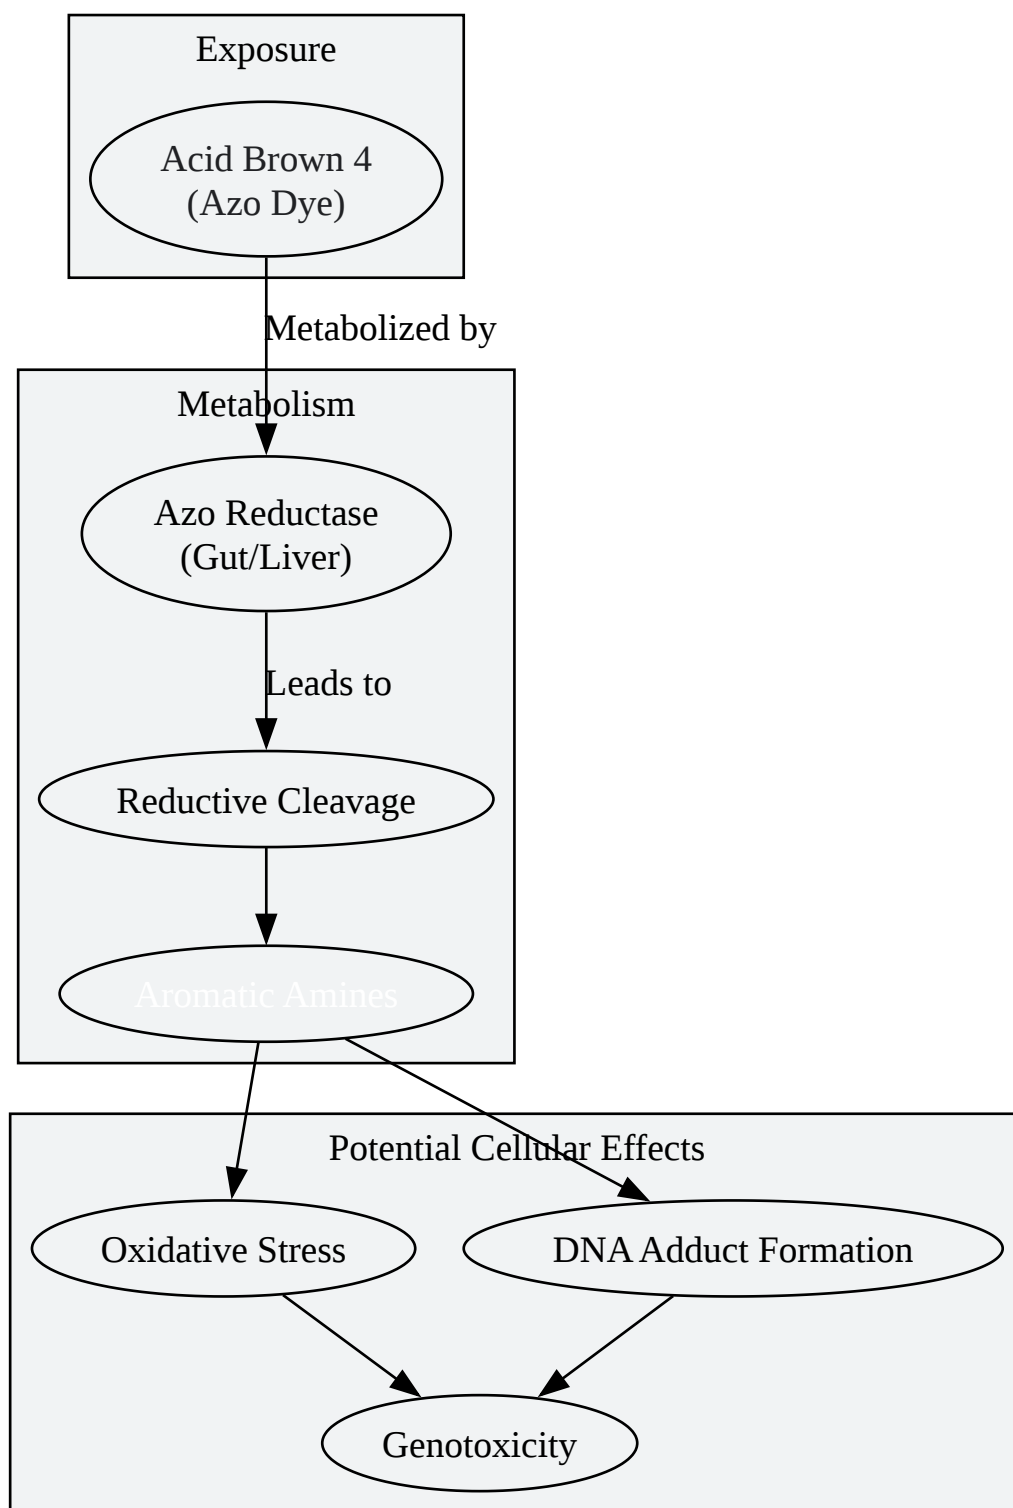 Exposure
Acid Brown 4
(Azo Dye)
Metabolized by
Metabolism
Azo Reductase
(Gut/Liver)
Leads to
Reductive Cleavage
Aromatic Amines
Potential Cellular Effects
Oxidative Stress
DNA Adduct Formation
Genotoxicity